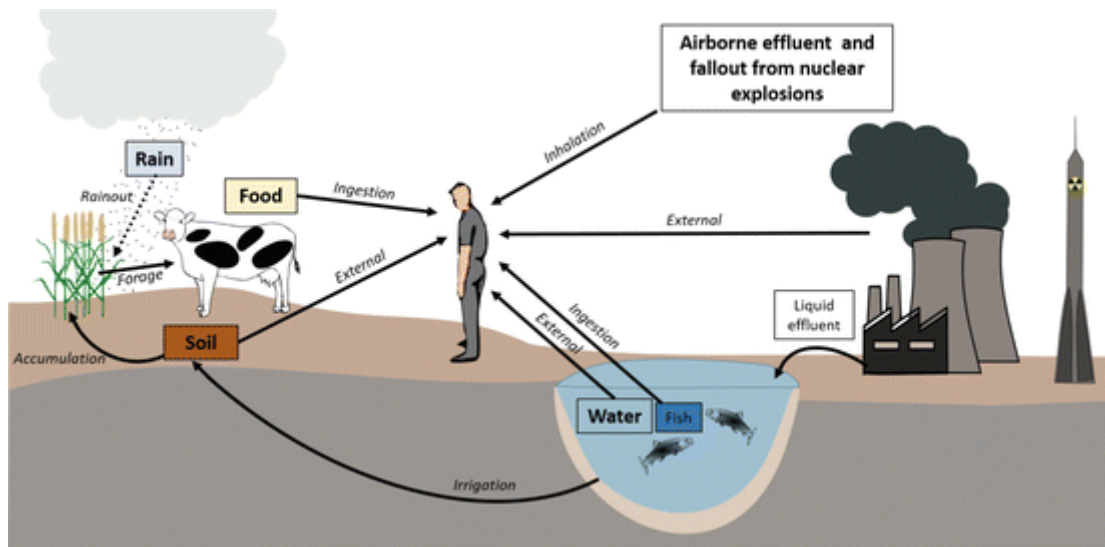 Airborne effluent and
fallout from nuclear
explosions
Rain
Inhalation
Rainout
Food
Ingestion
External
Forage
External
Liquid
effluent
Ingestion
External
Soil
Accumulation
Water
Fish
Irrigation